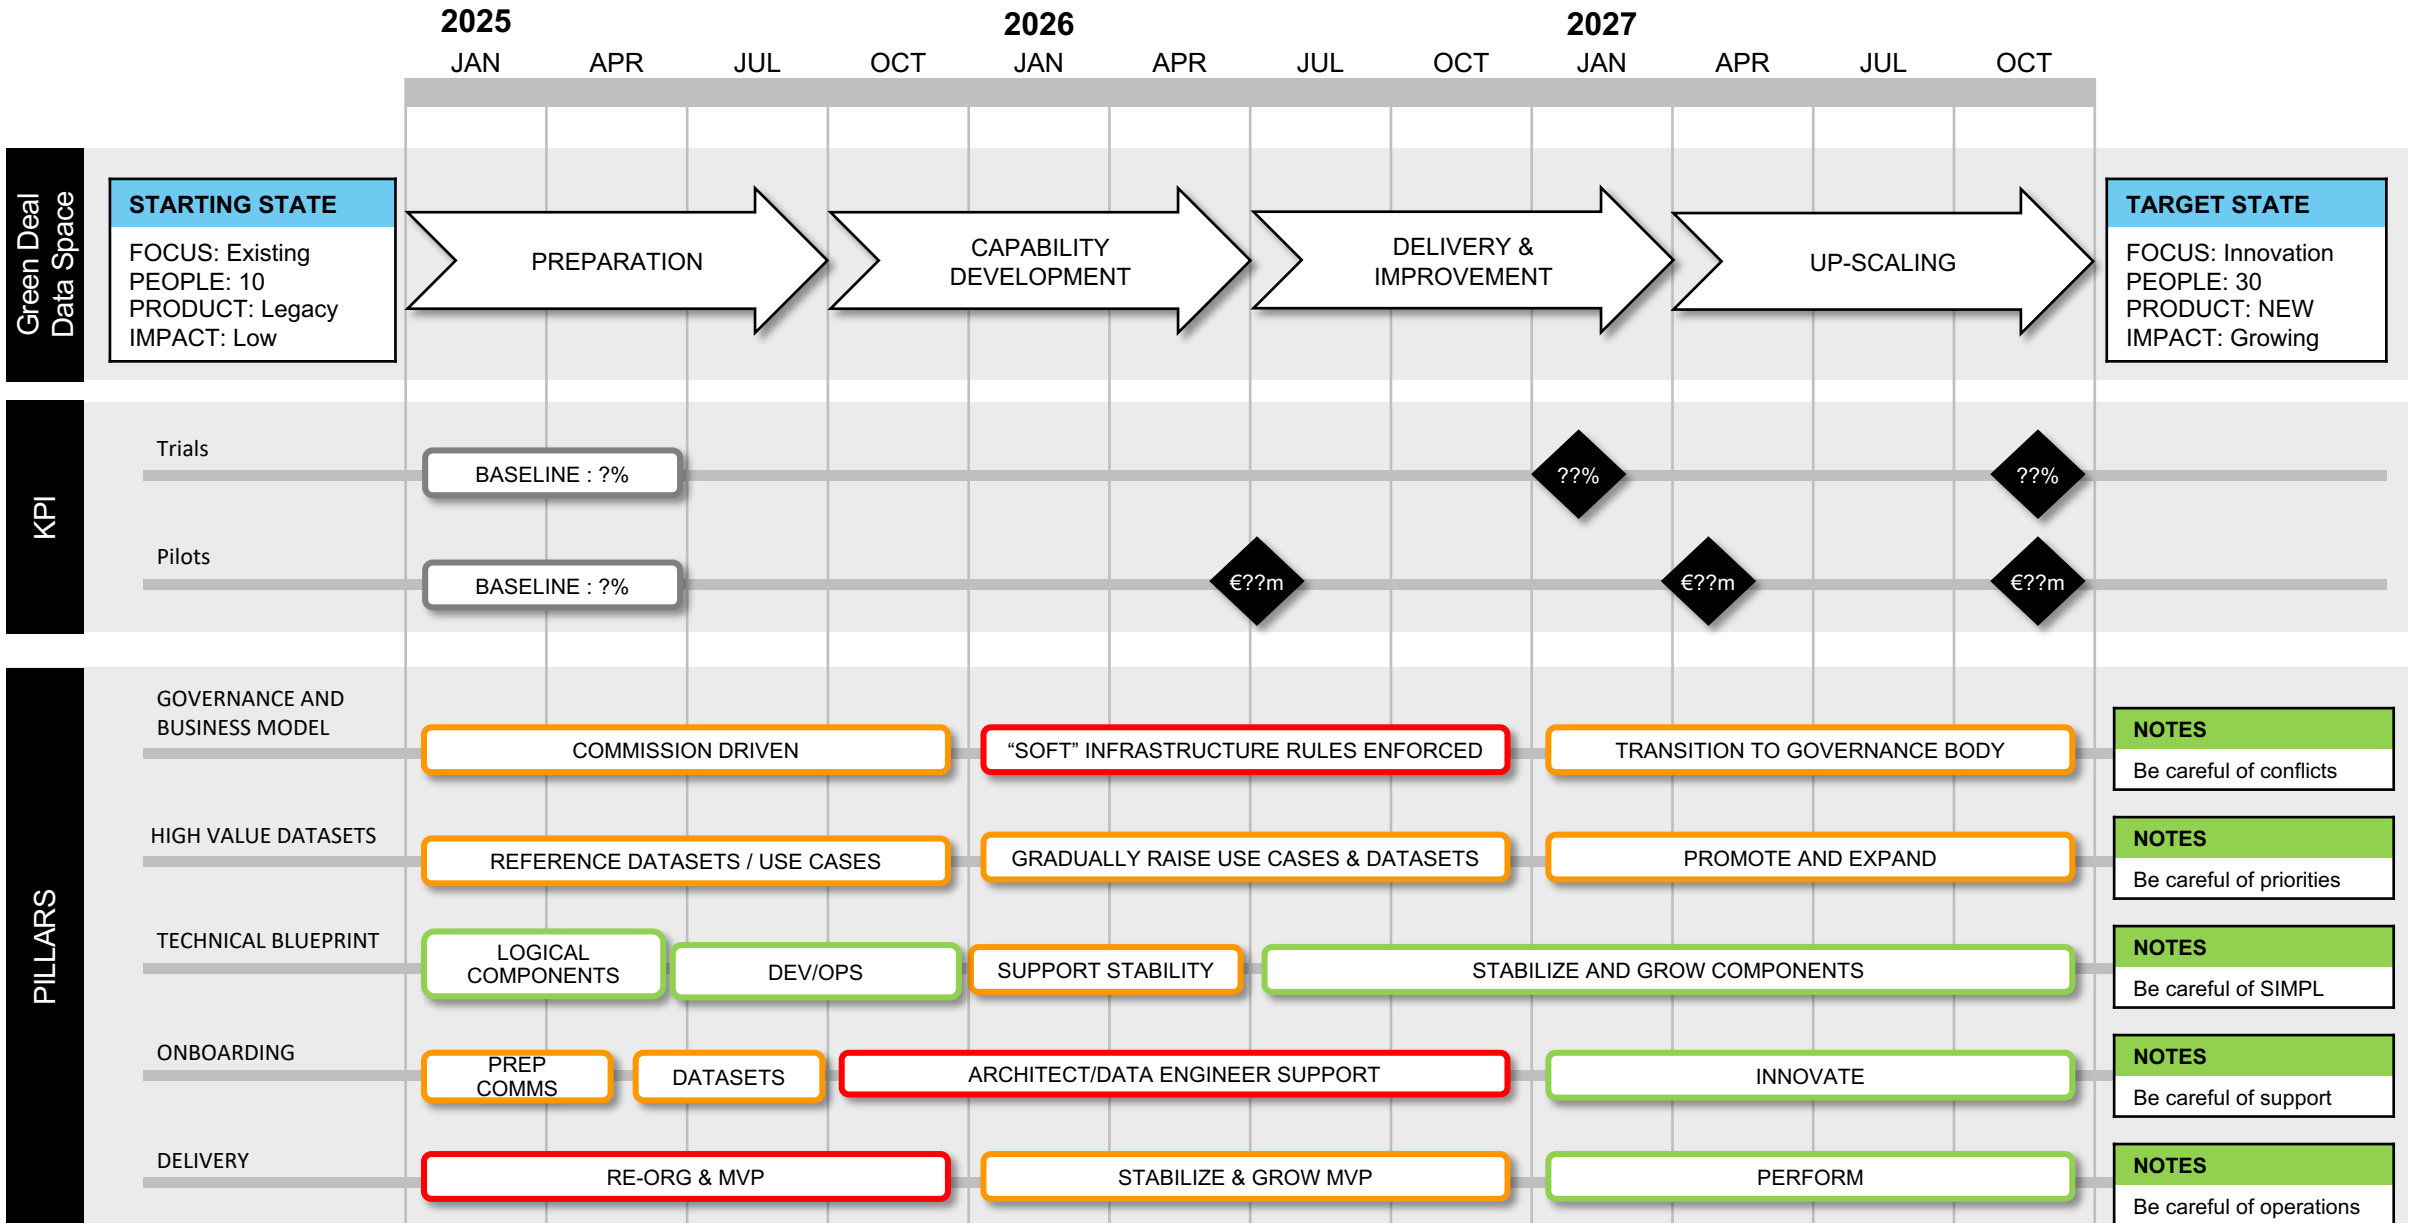 2025
2026
2027
JAN
APR
JUL
OCT
JAN
APR
JUL
OCT
JAN
APR
JUL
OCT
Green Deal
Data Space
STARTING STATE
FOCUS: Existing
PEOPLE: 10
PRODUCT: Legacy
IMPACT: Low
PREPARATION
CAPABILITY
DEVELOPMENT
DELIVERY &
IMPROVEMENT
UP-SCALING
TARGET STATE
FOCUS: Innovation
PEOPLE: 30
PRODUCT: NEW
IMPACT: Growing
KPI
Trials
BASELINE : ?%
??%
??%
Pilots
BASELINE : ?%
€??m
€??m
€??m
PILLARS
GOVERNANCE AND
BUSINESS MODEL
COMMISSION DRIVEN
“SOFT” INFRASTRUCTURE RULES ENFORCED
TRANSITION TO GOVERNANCE BODY
NOTES
Be careful of conflicts
HIGH VALUE DATASETS
REFERENCE DATASETS / USE CASES
GRADUALLY RAISE USE CASES & DATASETS
PROMOTE AND EXPAND
NOTES
Be careful of priorities
TECHNICAL BLUEPRINT
LOGICAL
COMPONENTS
DEV/OPS
SUPPORT STABILITY
STABILIZE AND GROW COMPONENTS
NOTES
Be careful of SIMPL
ONBOARDING
PREP
COMMS
DATASETS
ARCHITECT/DATA ENGINEER SUPPORT
INNOVATE
NOTES
Be careful of support
DELIVERY
RE-ORG & MVP
STABILIZE & GROW MVP
PERFORM
NOTES
Be careful of operations